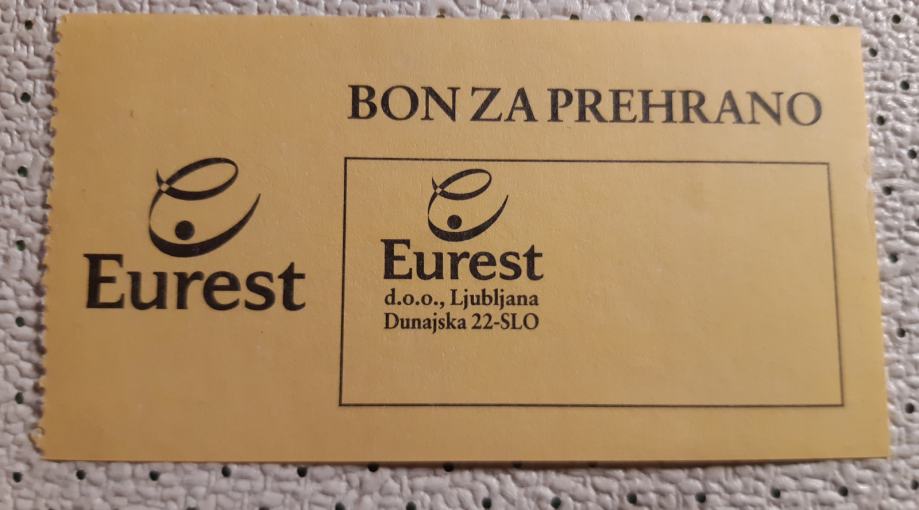 BON ZA PREHRANO
Eurest
Eurest
d.o.o., Ljubljana
Dunajska 22-SLO